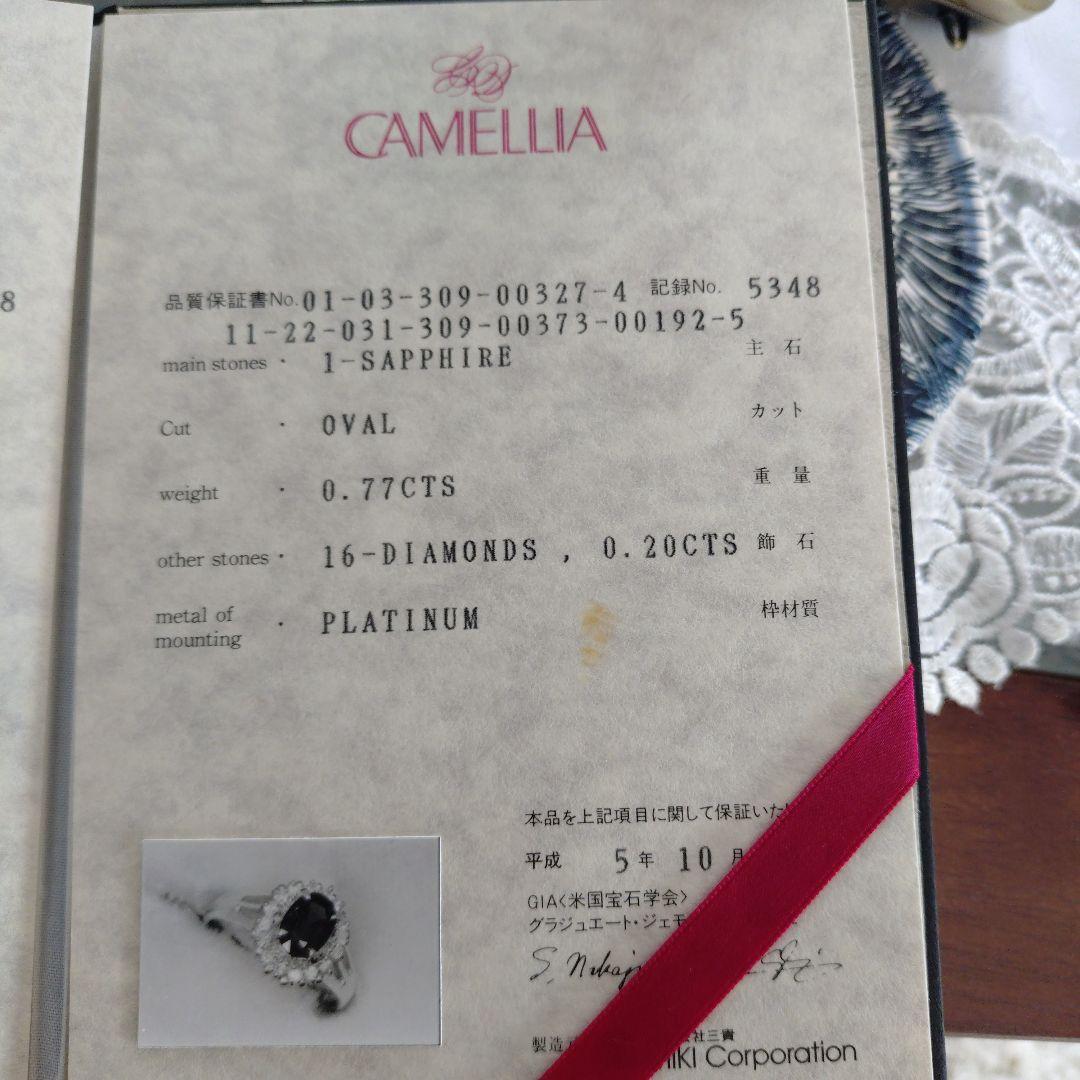 CAMELLIA
8
品質保証書No. 01-03-309-00327-4 記録No. 5348
11-22-031-309-00373-00192-5
main stones · 1-SAPPHIRE 主石
Cut · OVAL カット
weight · 0.77CTS 重量
other stones · 16-DIAMONDS , 0.20CTS 飾石
metal of mounting · PLATINUM 枠材質
本品を上記項目に関して保証いた
平成 5年 10月
GIA〈米国宝石学会〉
グラジュエート・ジェモ
S.
製造
Corporation